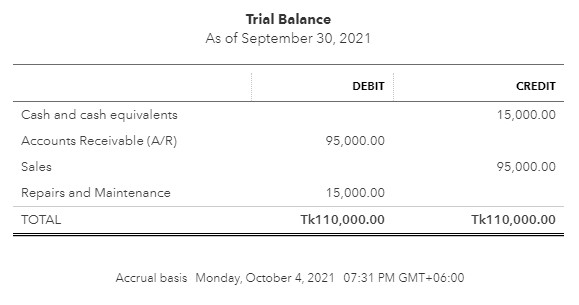 Trial Balance
As of September 30, 2021
DEBIT CREDIT
Cash and cash equivalents 15,000.00
Accounts Receivable (A/R) 95,000.00
Sales 95,000.00
Repairs and Maintenance 15,000.00
TOTAL Tk110,000.00 Tk110,000.00
Accrual basis Monday, October 4, 2021 07:31 PM GMT+06:00